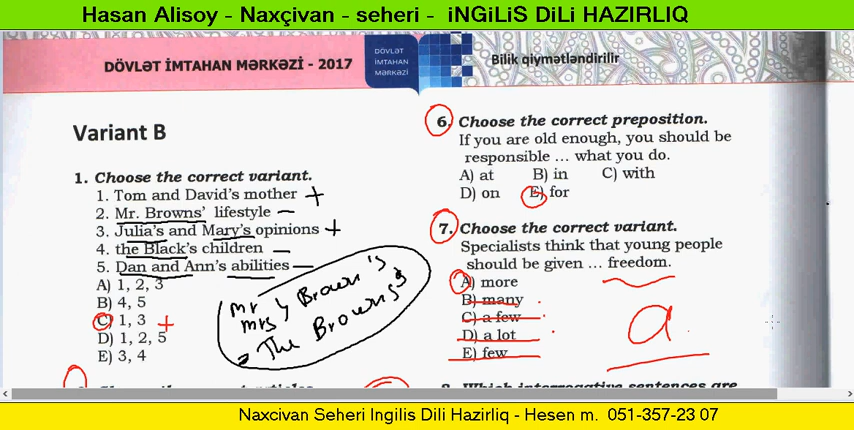 Hasan Alisoy - Naxçivan - seheri - iNGiLiS DiLi HAZIRLIQ
DÖVLƏT İMTAHAN MƏRKƏZİ - 2017
DÖVLƏT
İMTAHAN
MƏRKƏZİ
Bilik qiymətləndirilir
Variant B
1. Choose the correct variant.
1. Tom and David's mother +
2. Mr. Browns' lifestyle –
3. Julia's and Mary's opinions +
4. the Black's children –
5. Dan and Ann's abilities –
A) 1, 2, 3
B) 4, 5
C) 1, 3 +
D) 1, 2, 5
E) 3, 4
Mr
Mrs } Brown's
The Browns
6. Choose the correct preposition.
If you are old enough, you should be
responsible ... what you do.
A) at B) in C) with
D) on E) for
7. Choose the correct variant.
Specialists think that young people
should be given ... freedom.
A) more
B) many
C) a few
D) a lot
E) few
a
Naxcivan Seheri Ingilis Dili Hazirliq - Hesen m. 051-357-23 07